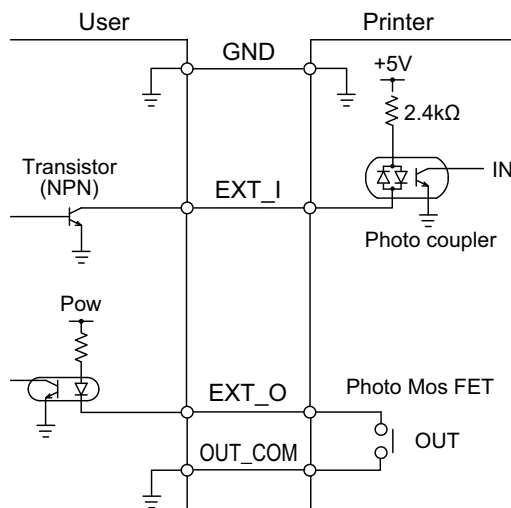 User
Printer
GND
+5V
2.4kΩ
Transistor
(NPN)
EXT_I
IN
Photo coupler
Pow
EXT_O
Photo Mos FET
OUT_COM
OUT